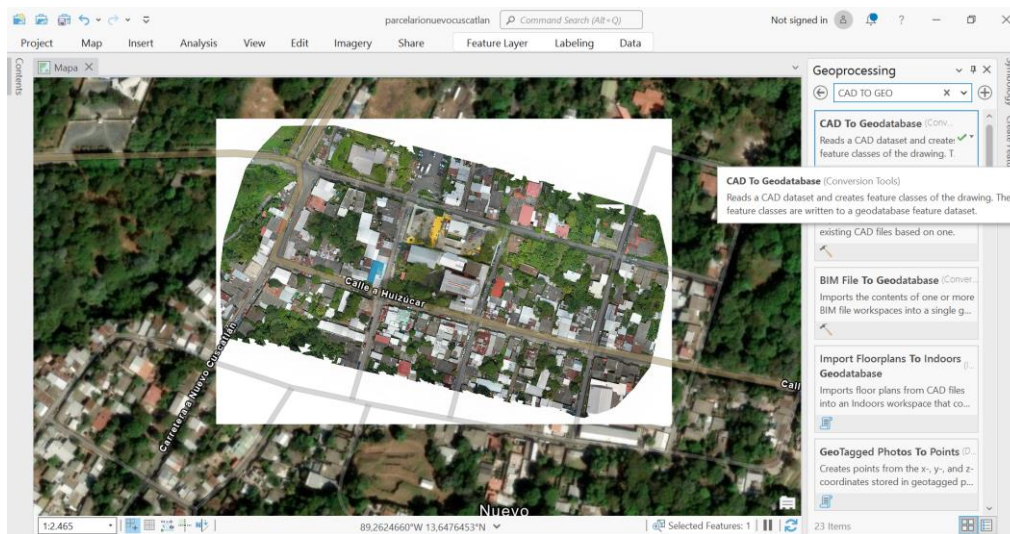 parcelarionuevocuscatlan
Command Search (Alt+Q)
Not signed in
?
Project Map Insert Analysis View Edit Imagery Share Feature Layer Labeling Data
Contents
Mapa
Calle a Huizúcar
Carretera a Nuevo Cuscatlán
Call
Nuevo
1:2.465
89,2624660°W 13,6476453°N
Selected Features: 1
Geoprocessing
CAD TO GEO
CAD To Geodatabase (Conv...
Reads a CAD dataset and creates
feature classes of the drawing. T
CAD To Geodatabase (Conversion Tools)
Reads a CAD dataset and creates feature classes of the drawing. The
feature classes are written to a geodatabase feature dataset.
existing CAD files based on one.
BIM File To Geodatabase (Conver...
Imports the contents of one or more
BIM file workspaces into a single g...
Import Floorplans To Indoors
Geodatabase
Imports floor plans from CAD files
into an Indoors workspace that co...
GeoTagged Photos To Points (D...
Creates points from the x-, y-, and z-
coordinates stored in geotagged p...
23 Items